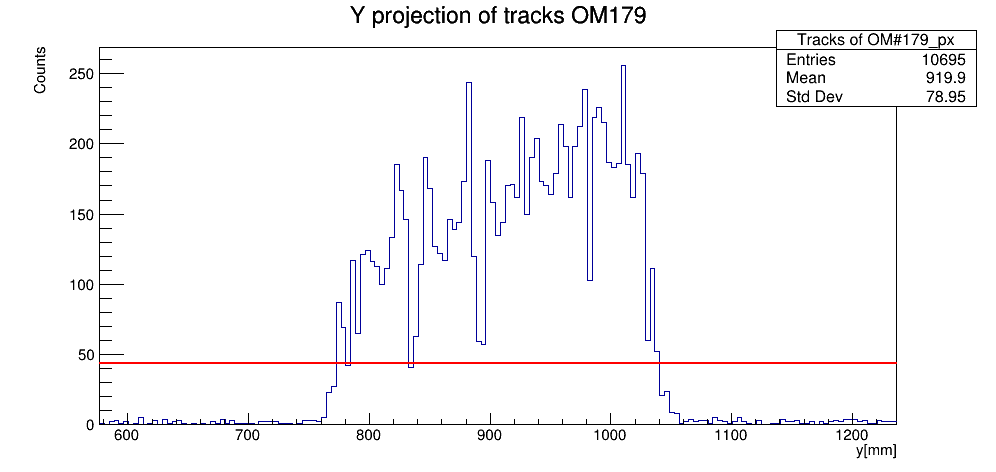 Y projection of tracks OM179
Counts
Tracks of OM#179_px
Entries 10695
Mean 919.9
Std Dev 78.95
250
200
150
100
50
0
600 700 800 900 1000 1100 1200
y[mm]